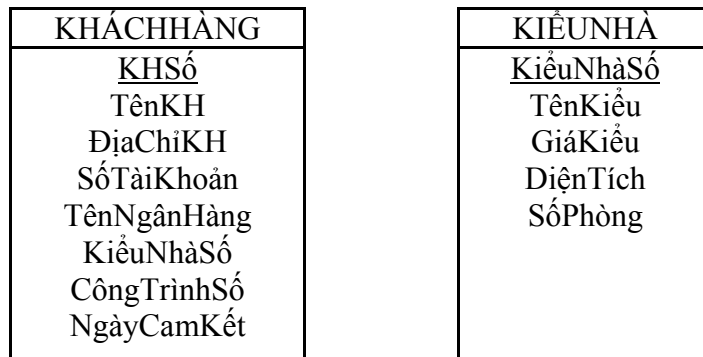 KHÁCHHÀNG
KHSố
TênKH
ĐịaChỉKH
SốTàiKhoản
TênNgânHàng
KiểuNhàSố
CôngTrìnhSố
NgàyCamKết
KIỂUNHÀ
KiểuNhàSố
TênKiểu
GiáKiểu
DiệnTích
SốPhòng